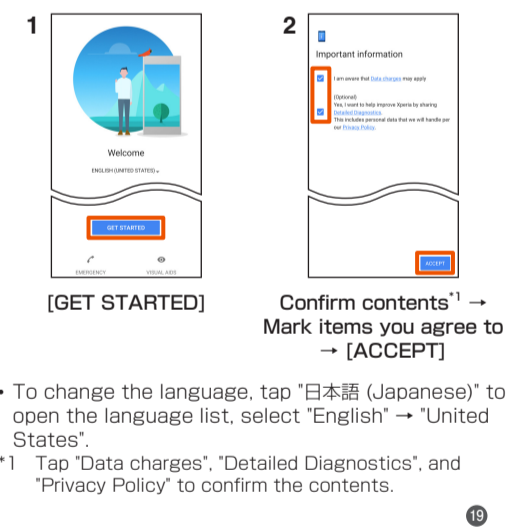 1
Welcome
ENGLISH (UNITED STATES)
GET STARTED
EMERGENCY
VISUAL AIDS
[GET STARTED]
2
Important information
I am aware that Data charges may apply
(Optional)
Yes, I want to help improve Xperia by sharing
Detailed Diagnostics.
This includes personal data that we will handle per
our Privacy Policy.
ACCEPT
Confirm contents*1 →
Mark items you agree to
→ [ACCEPT]
• To change the language, tap "日本語 (Japanese)" to
open the language list, select "English" → "United
States".
*1 Tap "Data charges", "Detailed Diagnostics", and
"Privacy Policy" to confirm the contents.
19